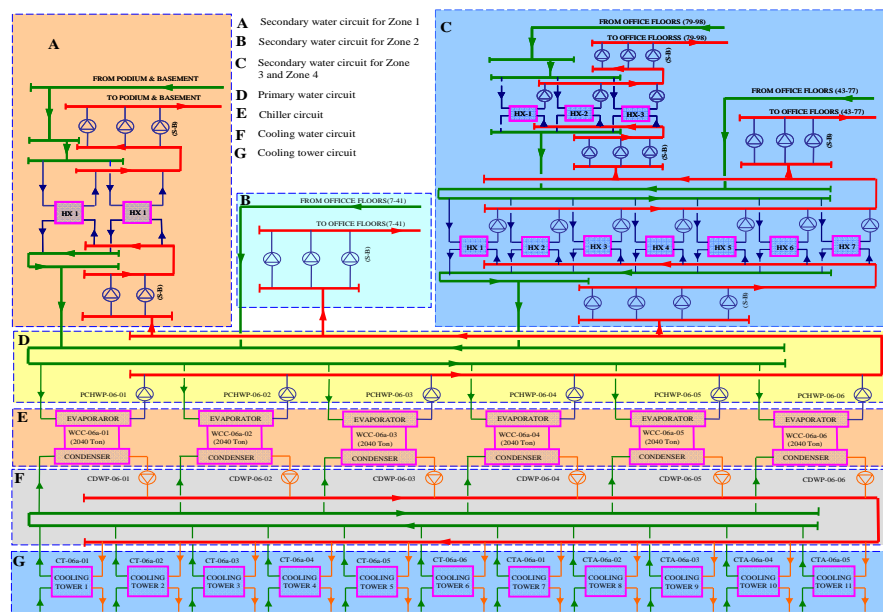 A
FROM PODIUM & BASEMENT
TO PODIUM & BASEMENT
(S-B)
HX 1
HX 1
(S-B)
A Secondary water circuit for Zone 1
B Secondary water circuit for Zone 2
C Secondary water circuit for Zone
3 and Zone 4
D Primary water circuit
E Chiller circuit
F Cooling water circuit
G Cooling tower circuit
B
FROM OFFICCE FLOORS(7-41)
TO OFFICE FLOORS(7-41)
(S-B)
C
FROM OFFICE FLOORSS (79-98)
TO OFFICE FLOORSS (79-98)
(S-B)
HX-1
HX-2
HX-3
(S-B)
FROM OFFICE FLOORS (43-77)
TO OFFICE FLOORS (43-77)
(S-B)
HX 1
HX 2
HX 3
HX 4
HX 5
HX 6
HX 7
(S-B)
D
PCHWP-06-01
PCHWP-06-02
PCHWP-06-03
PCHWP-06-04
PCHWP-06-05
PCHWP-06-06
E
EVAPORAROR
EVAPORATOR
EVAPORATOR
EVAPORATOR
EVAPORATOR
EVAPORATOR
WCC-06a-01
(2040 Ton)
WCC-06a-02
(2040 Ton)
WCC-06a-03
(2040 Ton)
WCC-06a-04
(2040 Ton)
WCC-06a-05
(2040 Ton)
WCC-06a-06
(2040 Ton)
CONDENSER
CONDENSER
CONDENSER
CONDENSER
CONDENSER
CONDENSER
F
CDWP-06-01
CDWP-06-02
CDWP-06-03
CDWP-06-04
CDWP-06-05
CDWP-06-06
G
CT-06a-01
CT-06a-02
CT-06a-03
CT-06a-04
CT-06a-05
CT-06a-06
CTA-06a-01
CTA-06a-02
CTA-06a-03
CTA-06a-04
CTA-06a-05
COOLING
TOWER 1
COOLING
TOWER 2
COOLING
TOWER 3
COOLING
TOWER 4
COOLING
TOWER 5
COOLING
TOWER 6
COOLING
TOWER 7
COOLING
TOWER 8
COOLING
TOWER 9
COOLING
TOWER 10
COOLING
TOWER 11